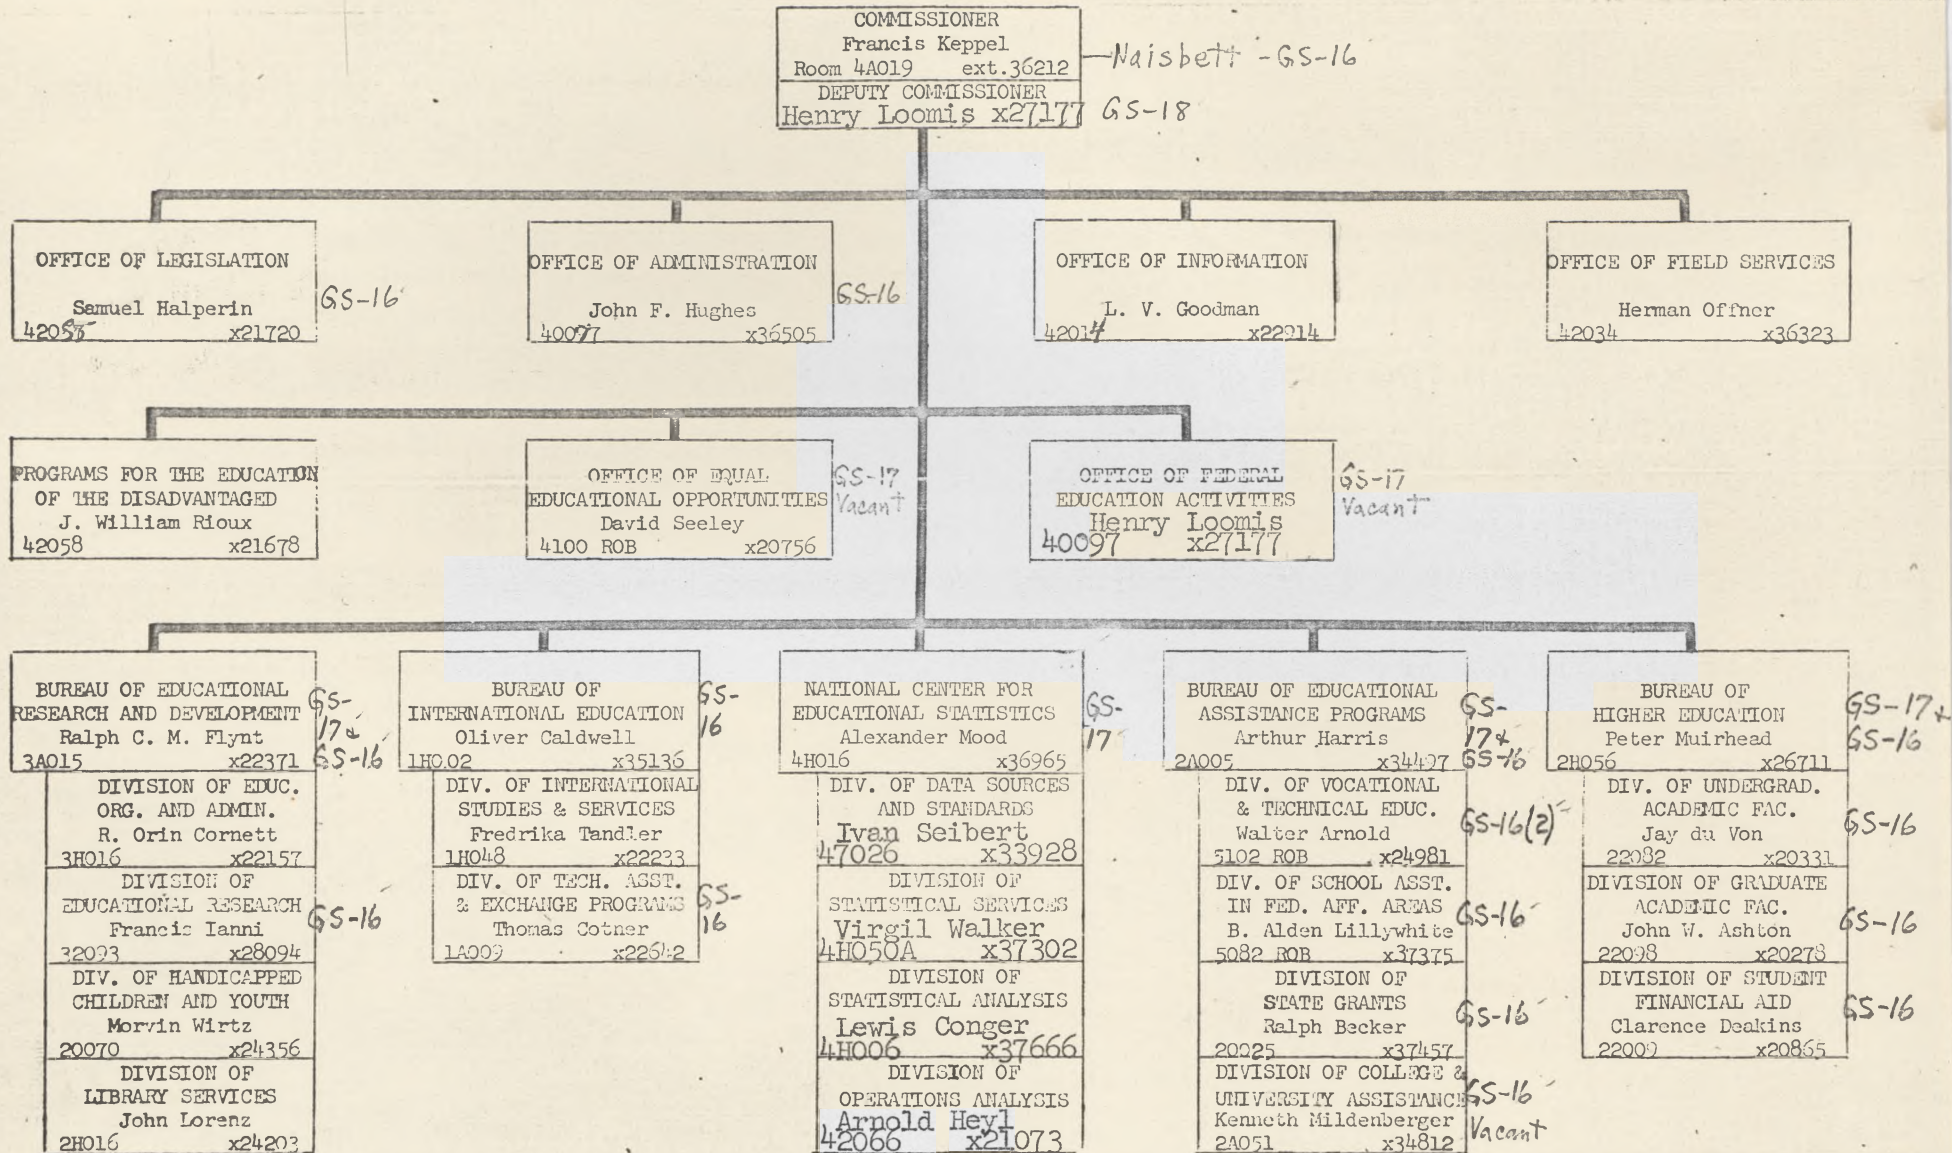 COMMISSIONER
Francis Keppel
Room 4A019 ext.36212
Naisbett - GS-16
DEPUTY COMMISSIONER
Henry Loomis x27177
GS-18
OFFICE OF LEGISLATION
Samuel Halperin
x21720
GS-16
OFFICE OF ADMINISTRATION
John F. Hughes
40097 x36505
GS-16
OFFICE OF INFORMATION
L. V. Goodman
42014 x22914
OFFICE OF FIELD SERVICES
Herman Offner
42034 x36323
PROGRAMS FOR THE EDUCATION
OF THE DISADVANTAGED
J. William Rioux
42058 x21678
OFFICE OF EQUAL
EDUCATIONAL OPPORTUNITIES
David Seeley
4100 ROB x20756
GS-17
Vacant
OFFICE OF FEDERAL
EDUCATION ACTIVITIES
Henry Loomis
40097 x27177
GS-17
Vacant
BUREAU OF EDUCATIONAL
RESEARCH AND DEVELOPMENT
Ralph C. M. Flynt
3A015 x22371
GS-
17 &
GS-16
DIVISION OF EDUC.
ORG. AND ADMIN.
R. Orin Cornett
3H016 x22157
DIVISION OF
EDUCATIONAL RESEARCH
Francis Ianni
32093 x28094
GS-16
DIV. OF HANDICAPPED
CHILDREN AND YOUTH
Morvin Wirtz
20070 x24356
DIVISION OF
LIBRARY SERVICES
John Lorenz
2H016 x24203
BUREAU OF
INTERNATIONAL EDUCATION
Oliver Caldwell
1H0.02 x35136
GS-
16
DIV. OF INTERNATIONAL
STUDIES & SERVICES
Fredrika Tandler
1H048 x22233
DIV. OF TECH. ASST.
& EXCHANGE PROGRAMS
Thomas Cotner
1A009 x22642
GS-
16
NATIONAL CENTER FOR
EDUCATIONAL STATISTICS
Alexander Mood
4H016 x36965
GS-
17
DIV. OF DATA SOURCES
AND STANDARDS
Ivan Seibert
47026 x33928
DIVISION OF
STATISTICAL SERVICES
Virgil Walker
4H050A x37302
DIVISION OF
STATISTICAL ANALYSIS
Lewis Conger
4H006 x37666
DIVISION OF
OPERATIONS ANALYSIS
Arnold Heyl
42066 x21073
BUREAU OF EDUCATIONAL
ASSISTANCE PROGRAMS
Arthur Harris
2A005 x34497
GS-
17 &
GS-16
DIV. OF VOCATIONAL
& TECHNICAL EDUC.
Walter Arnold
5102 ROB x24981
GS-16(2)
DIV. OF SCHOOL ASST.
IN FED. AFF. AREAS
B. Alden Lillywhite
5082 ROB x37375
GS-16
DIVISION OF
STATE GRANTS
Ralph Becker
20025 x37457
GS-16
DIVISION OF COLLEGE &
UNIVERSITY ASSISTANCE
Kenneth Mildenberger
2A051 x34812
GS-16
Vacant
BUREAU OF
HIGHER EDUCATION
Peter Muirhead
2H056 x26711
GS-17 &
GS-16
DIV. OF UNDERGRAD.
ACADEMIC FAC.
Jay du Von
22082 x20331
GS-16
DIVISION OF GRADUATE
ACADEMIC FAC.
John W. Ashton
22098 x20278
GS-16
DIVISION OF STUDENT
FINANCIAL AID
Clarence Deakins
22009 x20865
GS-16